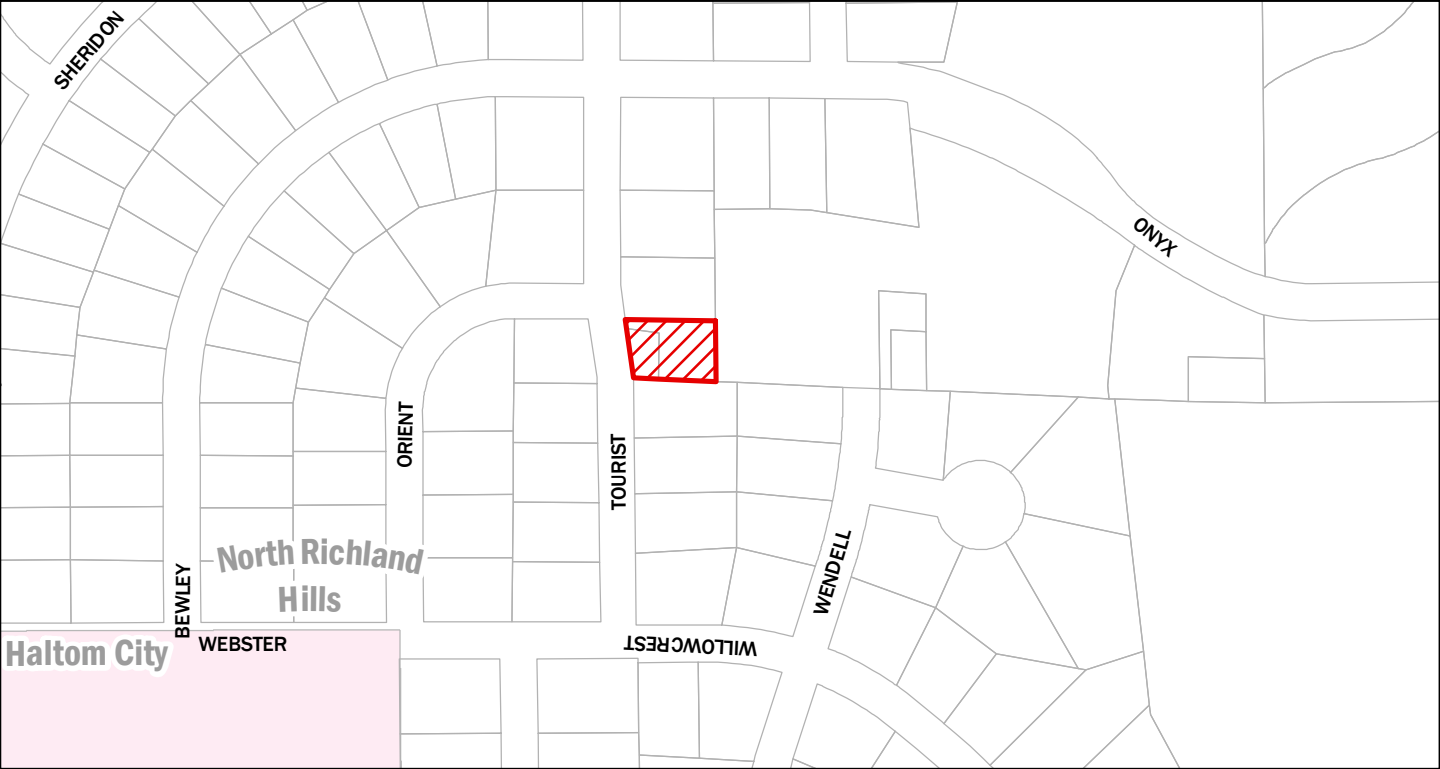 SHERIDON
ONYX
ORIENT
TOURIST
North Richland
Hills
WENDELL
BEWLEY
WEBSTER
WILLOWCREST
Haltom City